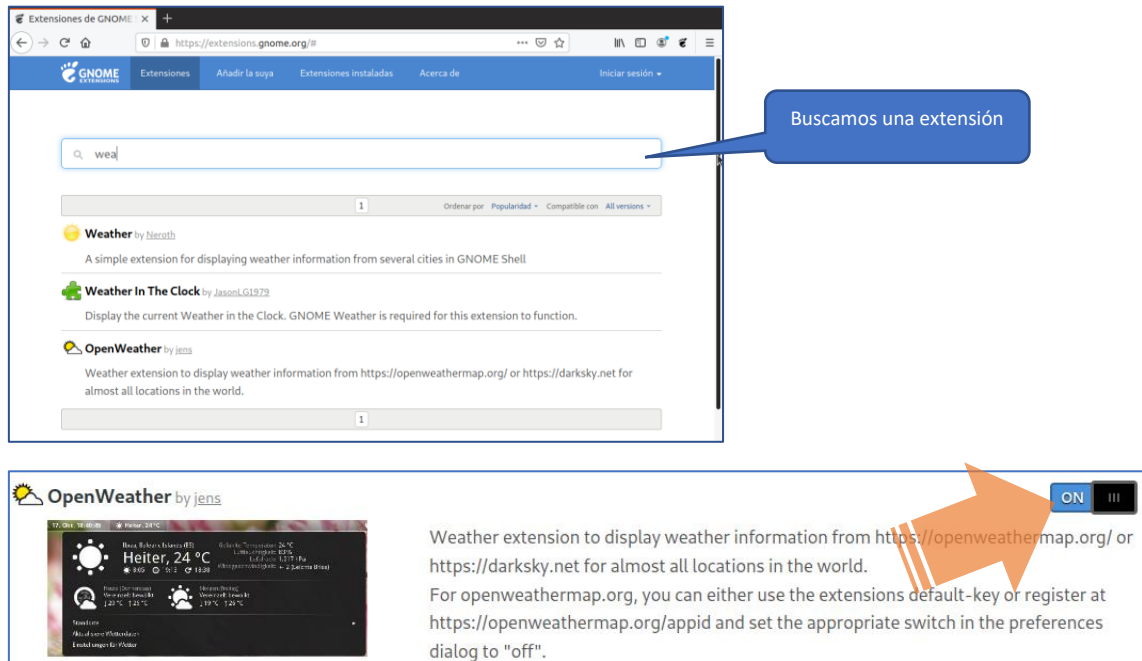 Extensiones de GNOME
https://extensions.gnome.org/#
GNOME
EXTENSIONS
Extensiones
Añadir la suya
Extensiones instaladas
Acerca de
Iniciar sesión
Buscamos una extensión
wea
1
Ordenar por Popularidad Compatible con All versions
Weather by Neroth
A simple extension for displaying weather information from several cities in GNOME Shell
Weather In The Clock by JasonLG1979
Display the current Weather in the Clock. GNOME Weather is required for this extension to function.
OpenWeather by jens
Weather extension to display weather information from https://openweathermap.org/ or https://darksky.net for
almost all locations in the world.
1
OpenWeather by jens
ON
Heiter, 24 °C
Weather extension to display weather information from https://openweathermap.org/ or
https://darksky.net for almost all locations in the world.
For openweathermap.org, you can either use the extensions default-key or register at
https://openweathermap.org/appid and set the appropriate switch in the preferences
dialog to "off".